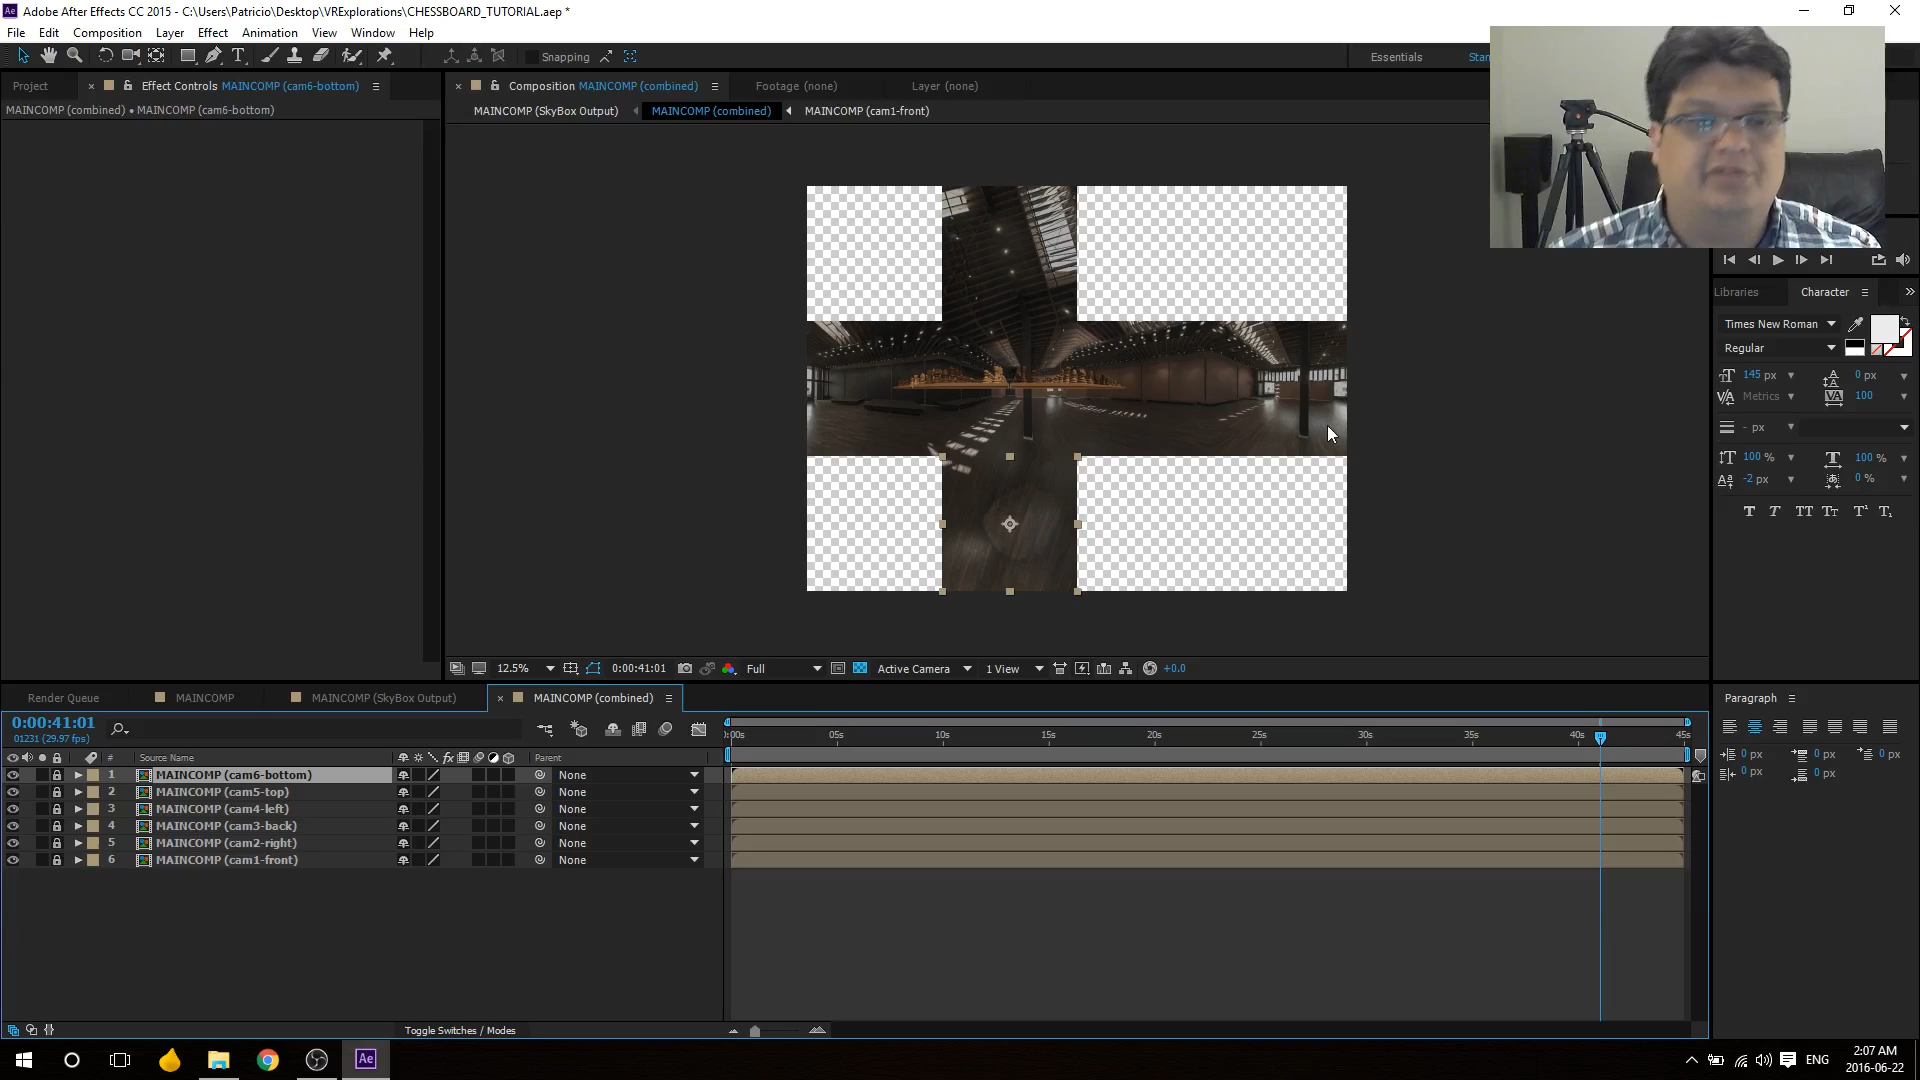 Ae Adobe After Effects CC 2015 - C:\Users\Patricio\Desktop\VRExplorations\CHESSBOARD_TUTORIAL.aep *
File Edit Composition Layer Effect Animation View Window Help
T Snapping Essentials
Project Effect Controls MAINCOMP (cam6-bottom) Composition MAINCOMP (combined) Footage (none) Layer (none)
MAINCOMP (combined) • MAINCOMP (cam6-bottom) MAINCOMP (SkyBox Output) MAINCOMP (combined) MAINCOMP (cam1-front)
Libraries Character
Times New Roman
Regular
145 px 0 px
Metrics 100
- px
100 % 100 %
-2 px 0 %
T T TT Tt T¹ T₁
12.5% 0:00:41:01 Full Active Camera 1 View +0.0
Render Queue MAINCOMP MAINCOMP (SkyBox Output) MAINCOMP (combined) Paragraph
0:00:41:01
01231 (29.97 fps)
:00s 05s 10s 15s 20s 25s 30s 35s 40s 45s
# Source Name fx Parent
1 MAINCOMP (cam6-bottom) None
2 MAINCOMP (cam5-top) None
3 MAINCOMP (cam4-left) None
4 MAINCOMP (cam3-back) None
5 MAINCOMP (cam2-right) None
6 MAINCOMP (cam1-front) None
0 px 0 px 0 px
0 px 0 px
Toggle Switches / Modes
Ae ENG 2:07 AM
2016-06-22